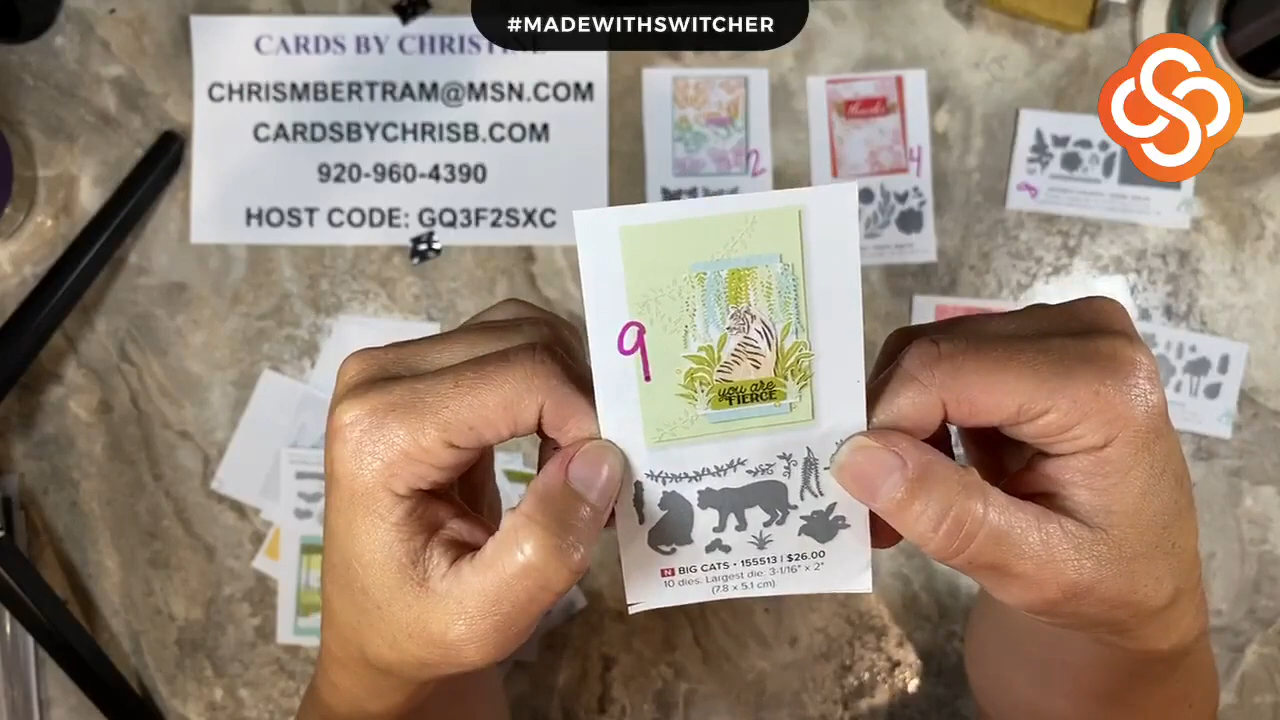 #MADEWITHSWITCHER
CARDS BY CHRISTINE
CHRISMBERTRAM@MSN.COM
CARDSBYCHRISB.COM
920-960-4390
HOST CODE: GQ3F2SXC
2
thanks
4
9
you are
FIERCE
N BIG CATS • 155513 | $26.00
10 dies. Largest die: 3-1/16" x 2"
(7.8 x 5.1 cm)